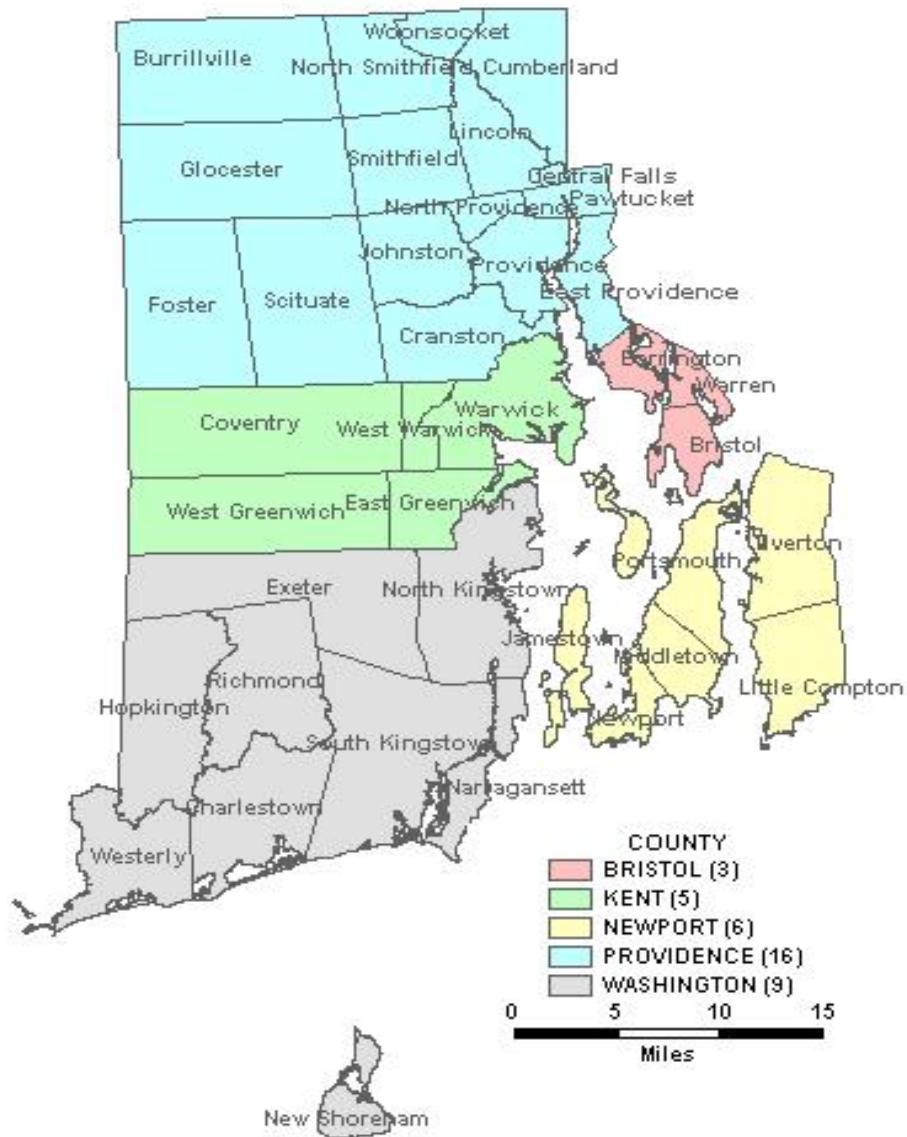 Woonsocket
Burrillville
North Smithfield Cumberland
Lincoln
Smithfield
Glocester
Central Falls
Pawtucket
North Providence
Johnston
Providence
East Providence
Foster
Scituate
Cranston
Barrington
Warren
Coventry
West Warwick
Warwick
Bristol
West Greenwich
East Greenwich
Tiverton
Portsmouth
Exeter
North Kingstown
Jamestown
Middletown
Richmond
Hopkington
Little Compton
Newport
South Kingstown
Narragansett
Charlestown
Westerly
COUNTY
BRISTOL (3)
KENT (5)
NEWPORT (6)
PROVIDENCE (16)
WASHINGTON (9)
0 5 10 15
Miles
New Shoreham